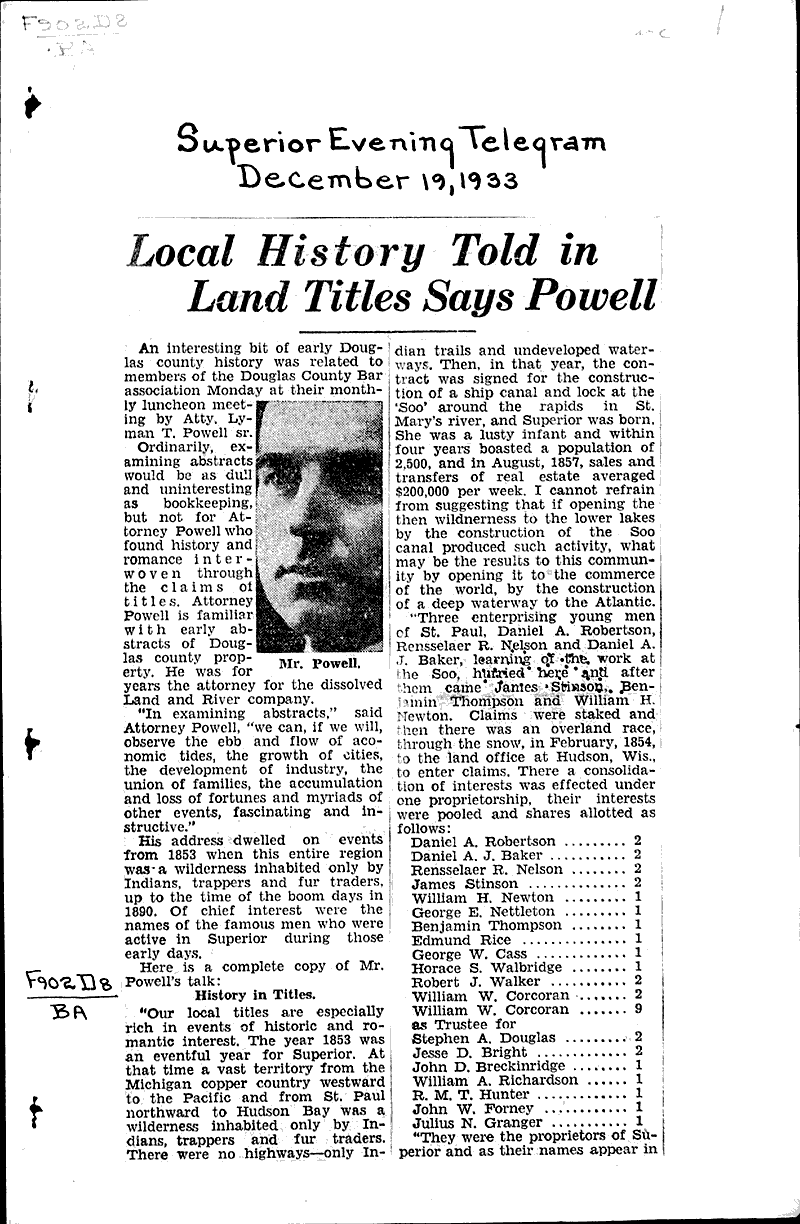 F902D8
BA
Superior Evening Telegram
December 19, 1933
Local History Told in
Land Titles Says Powell
An interesting bit of early Doug-
las county history was related to
members of the Douglas County Bar
association Monday at their month-
ly luncheon meet-
ing by Atty. Ly-
man T. Powell sr.
Ordinarily, ex-
amining abstracts
would be as dull
and uninteresting
as bookkeeping,
but not for At-
torney Powell who
found history and
romance inter-
woven through
the claims of
titles. Attorney
Powell is familiar
with early ab-
stracts of Doug-
las county prop-
erty. He was for
years the attorney for the dissolved
Land and River company.
Mr. Powell.
"In examining abstracts," said
Attorney Powell, "we can, if we will,
observe the ebb and flow of aco-
nomic tides, the growth of cities,
the development of industry, the
union of families, the accumulation
and loss of fortunes and myriads of
other events, fascinating and in-
structive."
His address dwelled on events
from 1853 when this entire region
was a wilderness inhabited only by
Indians, trappers and fur traders,
up to the time of the boom days in
1890. Of chief interest were the
names of the famous men who were
active in Superior during those
early days.
Here is a complete copy of Mr.
Powell's talk:
History in Titles.
"Our local titles are especially
rich in events of historic and ro-
mantic interest. The year 1853 was
an eventful year for Superior. At
that time a vast territory from the
Michigan copper country westward
to the Pacific and from St. Paul
northward to Hudson Bay was a
wilderness inhabited only by In-
dians, trappers and fur traders.
There were no highways—only In-
dian trails and undeveloped water-
ways. Then, in that year, the con-
tract was signed for the construc-
tion of a ship canal and lock at the
'Soo' around the rapids in St.
Mary's river, and Superior was born.
She was a lusty infant and within
four years boasted a population of
2,500, and in August, 1857, sales and
transfers of real estate averaged
$200,000 per week. I cannot refrain
from suggesting that if opening the
then wildnerness to the lower lakes
by the construction of the Soo
canal produced such activity, what
may be the results to this commun-
ity by opening it to the commerce
of the world, by the construction
of a deep waterway to the Atlantic.
"Three enterprising young men
of St. Paul, Daniel A. Robertson,
Rensselaer R. Nelson and Daniel A.
J. Baker, learning of the work at
the Soo, hurried here and after
them came James Stinson, Ben-
jamin Thompson and William H.
Newton. Claims were staked and
then there was an overland race,
through the snow, in February, 1854,
to the land office at Hudson, Wis.,
to enter claims. There a consolida-
tion of interests was effected under
one proprietorship, their interests
were pooled and shares allotted as
follows:
Daniel A. Robertson ......... 2
Daniel A. J. Baker ........... 2
Rensselaer R. Nelson ........ 2
James Stinson .............. 2
William H. Newton ......... 1
George E. Nettleton ......... 1
Benjamin Thompson ........ 1
Edmund Rice ............... 1
George W. Cass ............. 1
Horace S. Walbridge ........ 1
Robert J. Walker ........... 2
William W. Corcoran ....... 2
William W. Corcoran ....... 9
as Trustee for
Stephen A. Douglas ......... 2
Jesse D. Bright ............. 2
John D. Breckinridge ........ 1
William A. Richardson ...... 1
R. M. T. Hunter ............. 1
John W. Forney ............ 1
Julius N. Granger ........... 1
"They were the proprietors of Su-
perior and as their names appear in
F902D8
BA